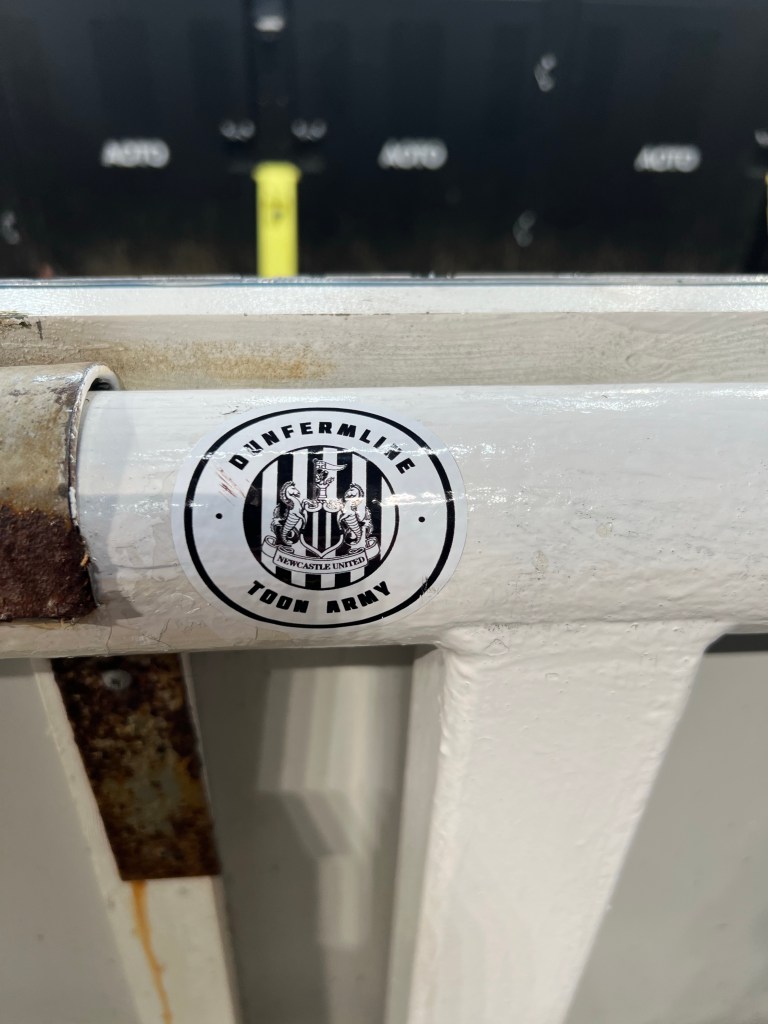 AOTO AOTO AOTO
DUNFERMLINE
NEWCASTLE UNITED
TOON ARMY